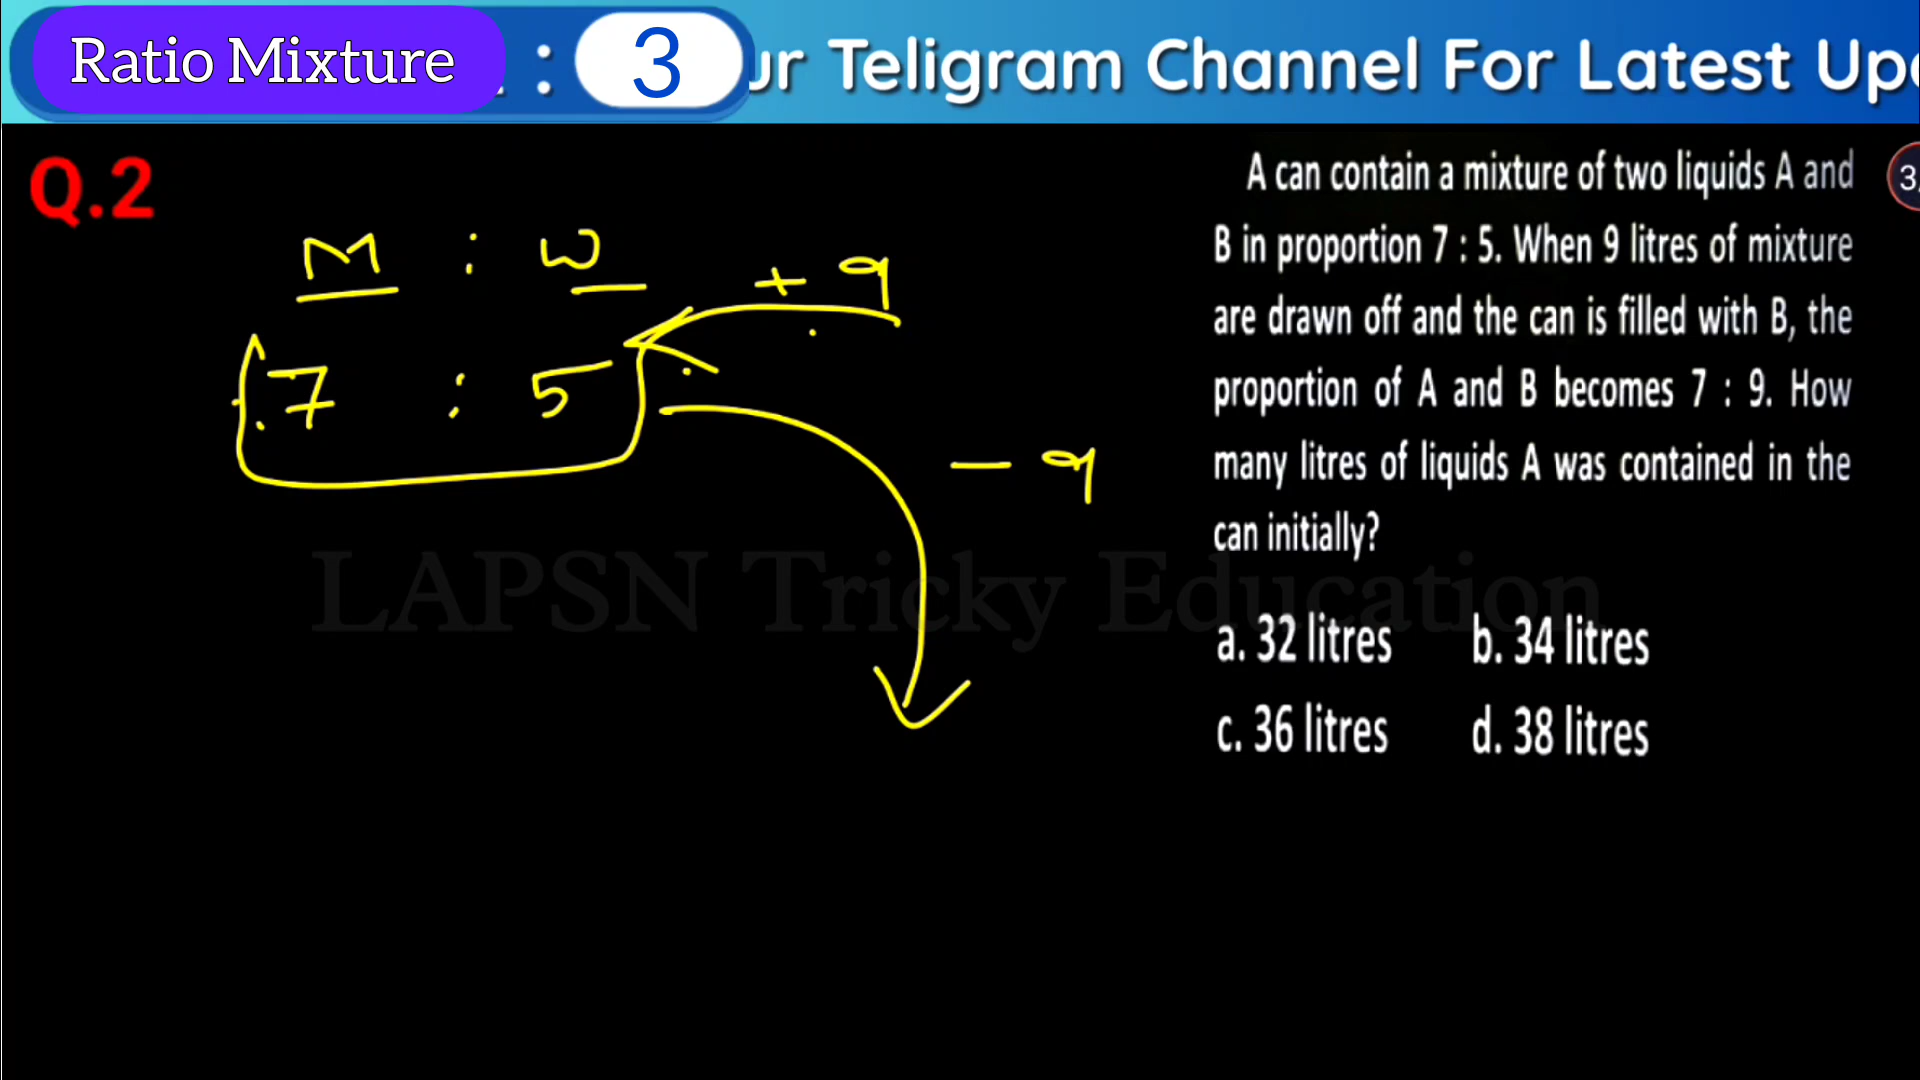 Ratio Mixture : 3 ur Teligram Channel For Latest Up
Q.2
M : W
+ 9
7 : 5
- 9
A can contain a mixture of two liquids A and
B in proportion 7 : 5. When 9 litres of mixture
are drawn off and the can is filled with B, the
proportion of A and B becomes 7 : 9. How
many litres of liquids A was contained in the
can initially?
a. 32 litres b. 34 litres
c. 36 litres d. 38 litres
3
LAPSN Tricky Education